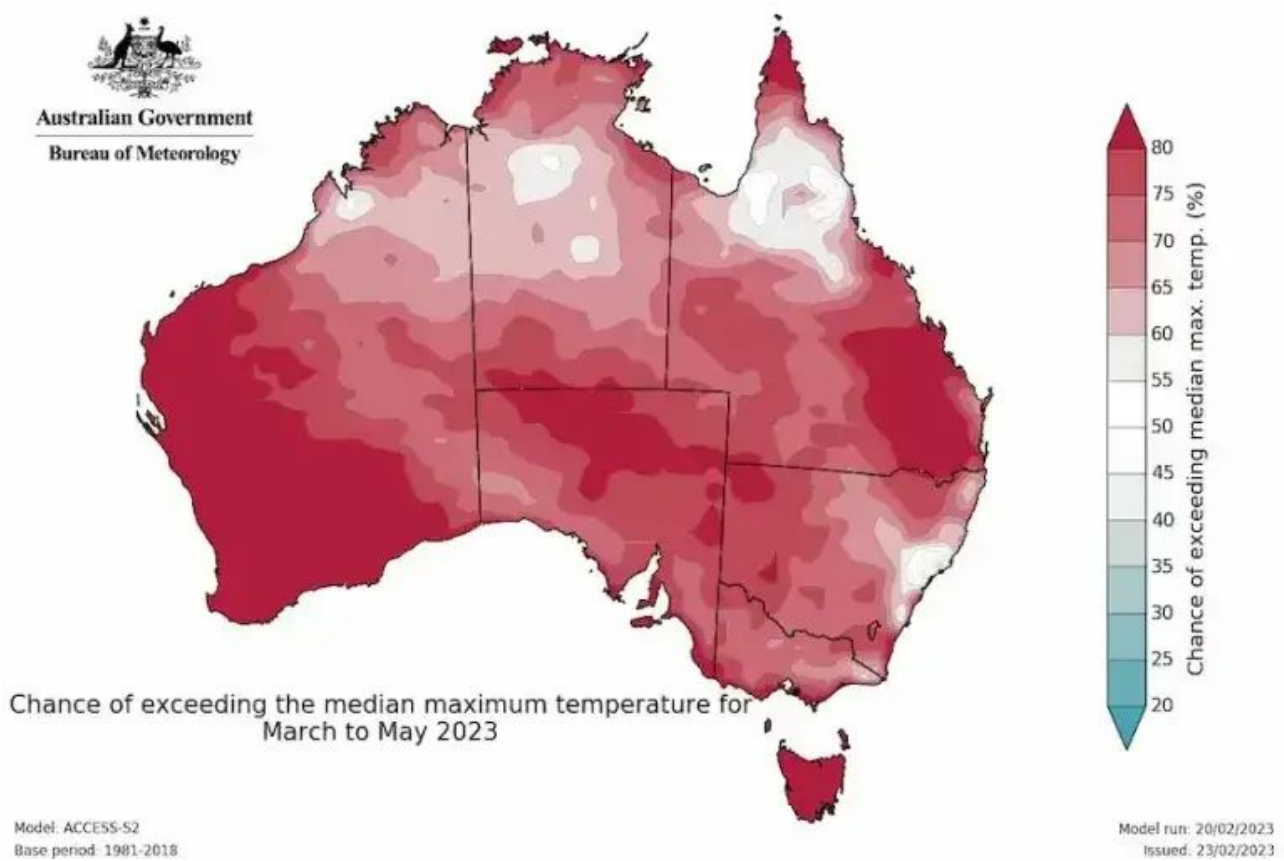 Australian Government
Bureau of Meteorology
80
75
70
65
60
55
50
45
40
35
30
25
20
Chance of exceeding median max. temp. (%)
Chance of exceeding the median maximum temperature for
March to May 2023
Model: ACCESS-S2
Base period: 1981-2018
Model run: 20/02/2023
Issued: 23/02/2023